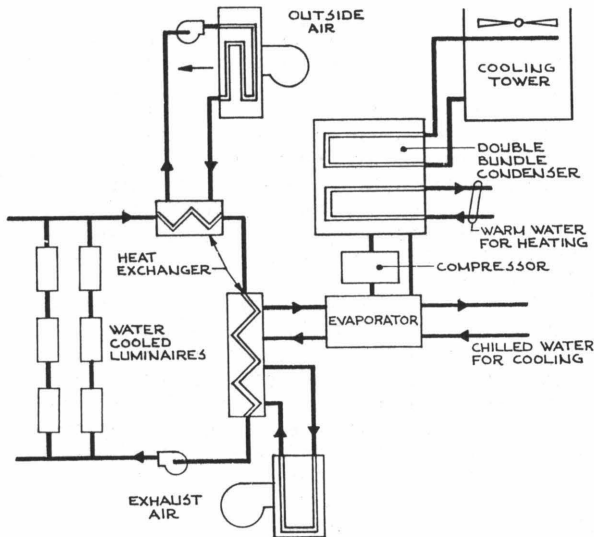 OUTSIDE
AIR
COOLING
TOWER
DOUBLE
BUNDLE
CONDENSER
WARM WATER
FOR HEATING
HEAT
EXCHANGER
COMPRESSOR
EVAPORATOR
WATER
COOLED
LUMINAIRES
CHILLED WATER
FOR COOLING
EXHAUST
AIR